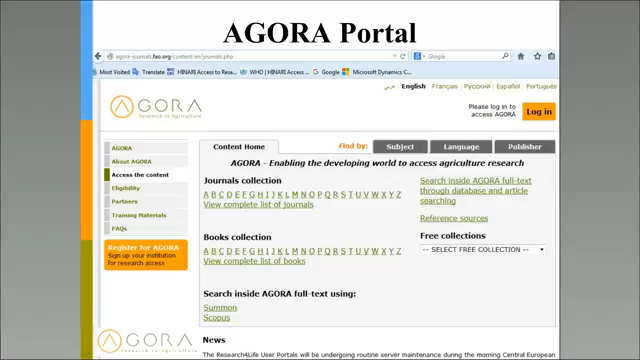 AGORA Portal
agora-journals.fao.org/content/en/journals.php
Google
Most Visited
Translate
HINARI Access to Rese...
WHO | HINARI Access ...
Google
Microsoft Dynamics C...
عربي English Français Русский Español Português
AGORA
Research in Agriculture
Please log in to
access AGORA
Log in
AGORA
About AGORA
Access the content
Eligibility
Partners
Training Materials
FAQs
Register for AGORA
Sign up your institution
for research access
Content Home
Find by:
Subject
Language
Publisher
AGORA - Enabling the developing world to access agriculture research
Journals collection
A B C D E F G H I J K L M N O P Q R S T U V W X Y Z
View complete list of journals
Books collection
A B C D E F G H I J K L M N O P Q R S T U V W X Y Z
View complete list of books
Search inside AGORA full-text using:
Summon
Scopus
Search inside AGORA full-text
through database and article
searching
Reference sources
Free collections
-- SELECT FREE COLLECTION --
News
The Research4Life User Portals will be undergoing routine server maintenance during the morning Central European
AGORA
Research in Agriculture